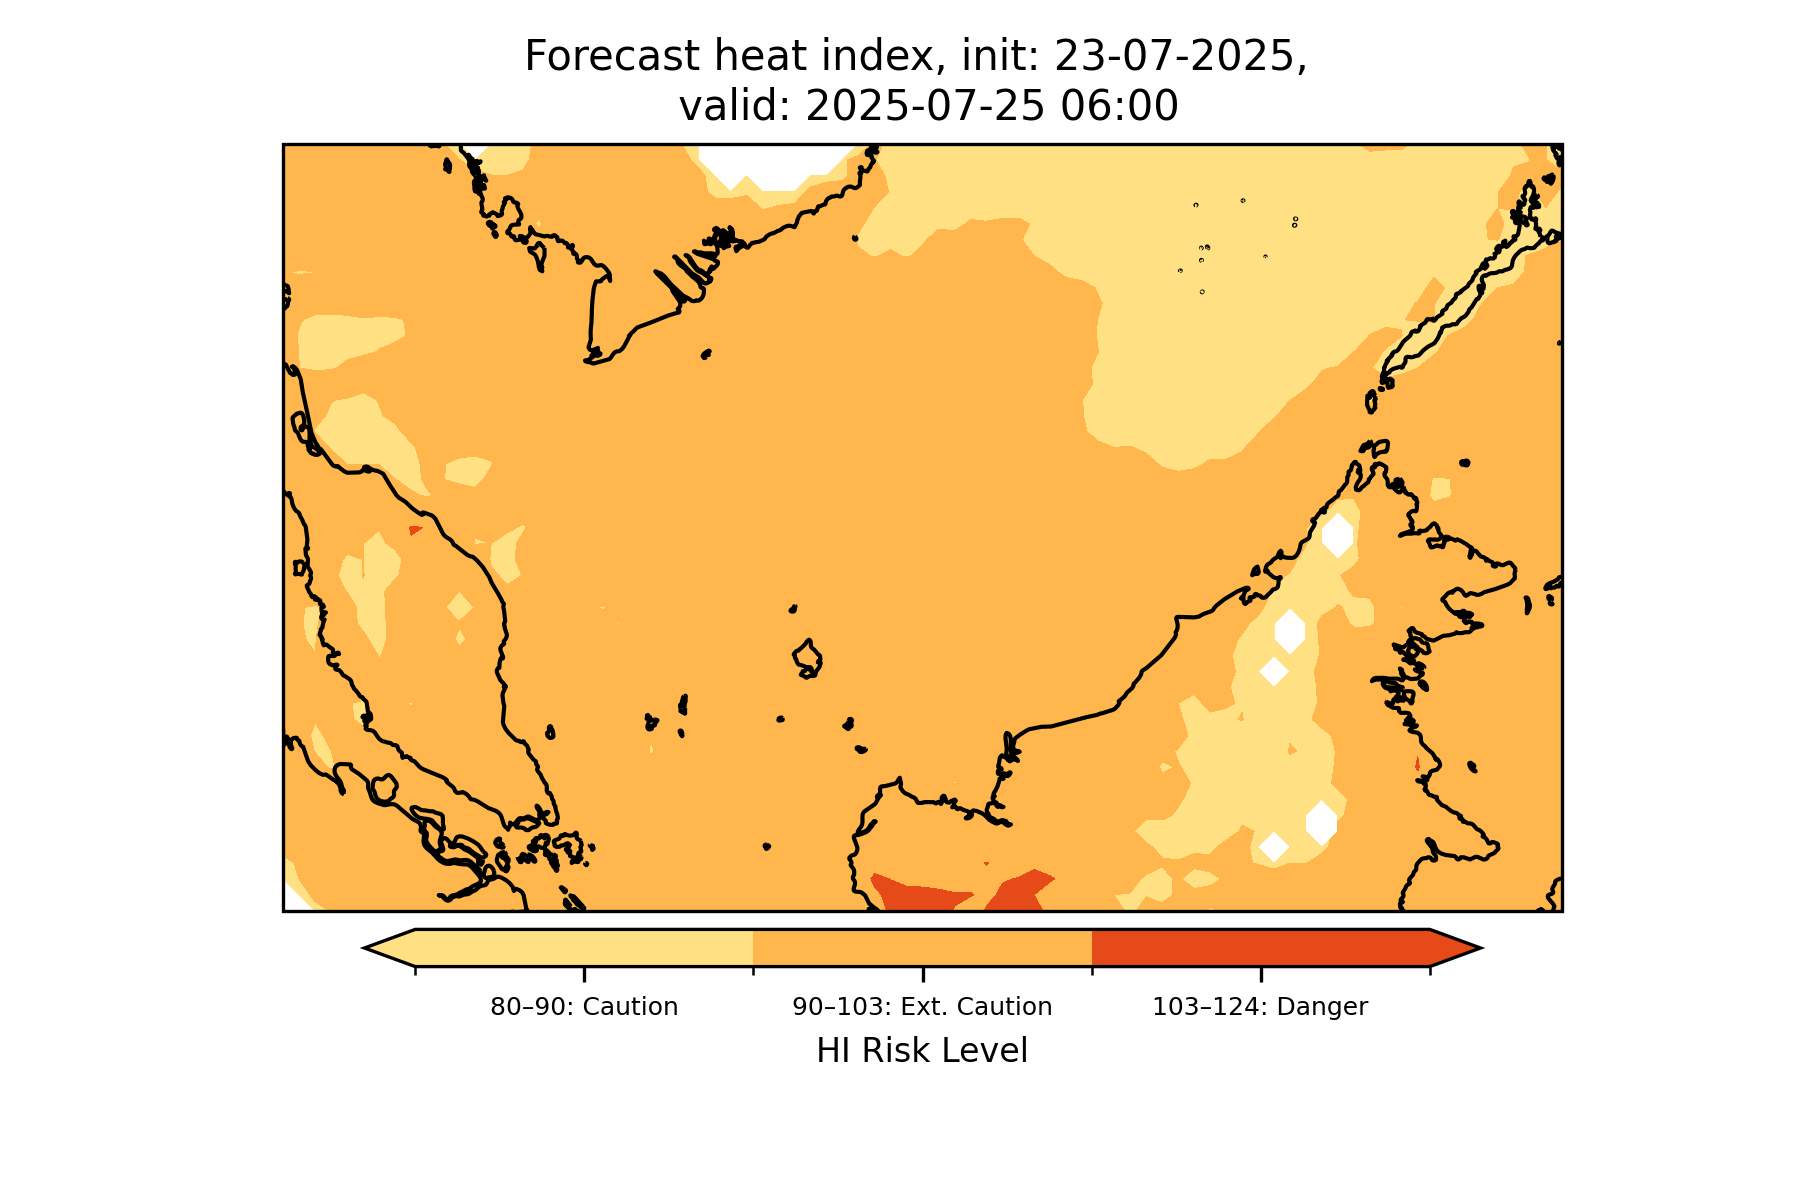 Forecast heat index, init: 23-07-2025,
valid: 2025-07-25 06:00
80–90: Caution
90–103: Ext. Caution
103–124: Danger
HI Risk Level